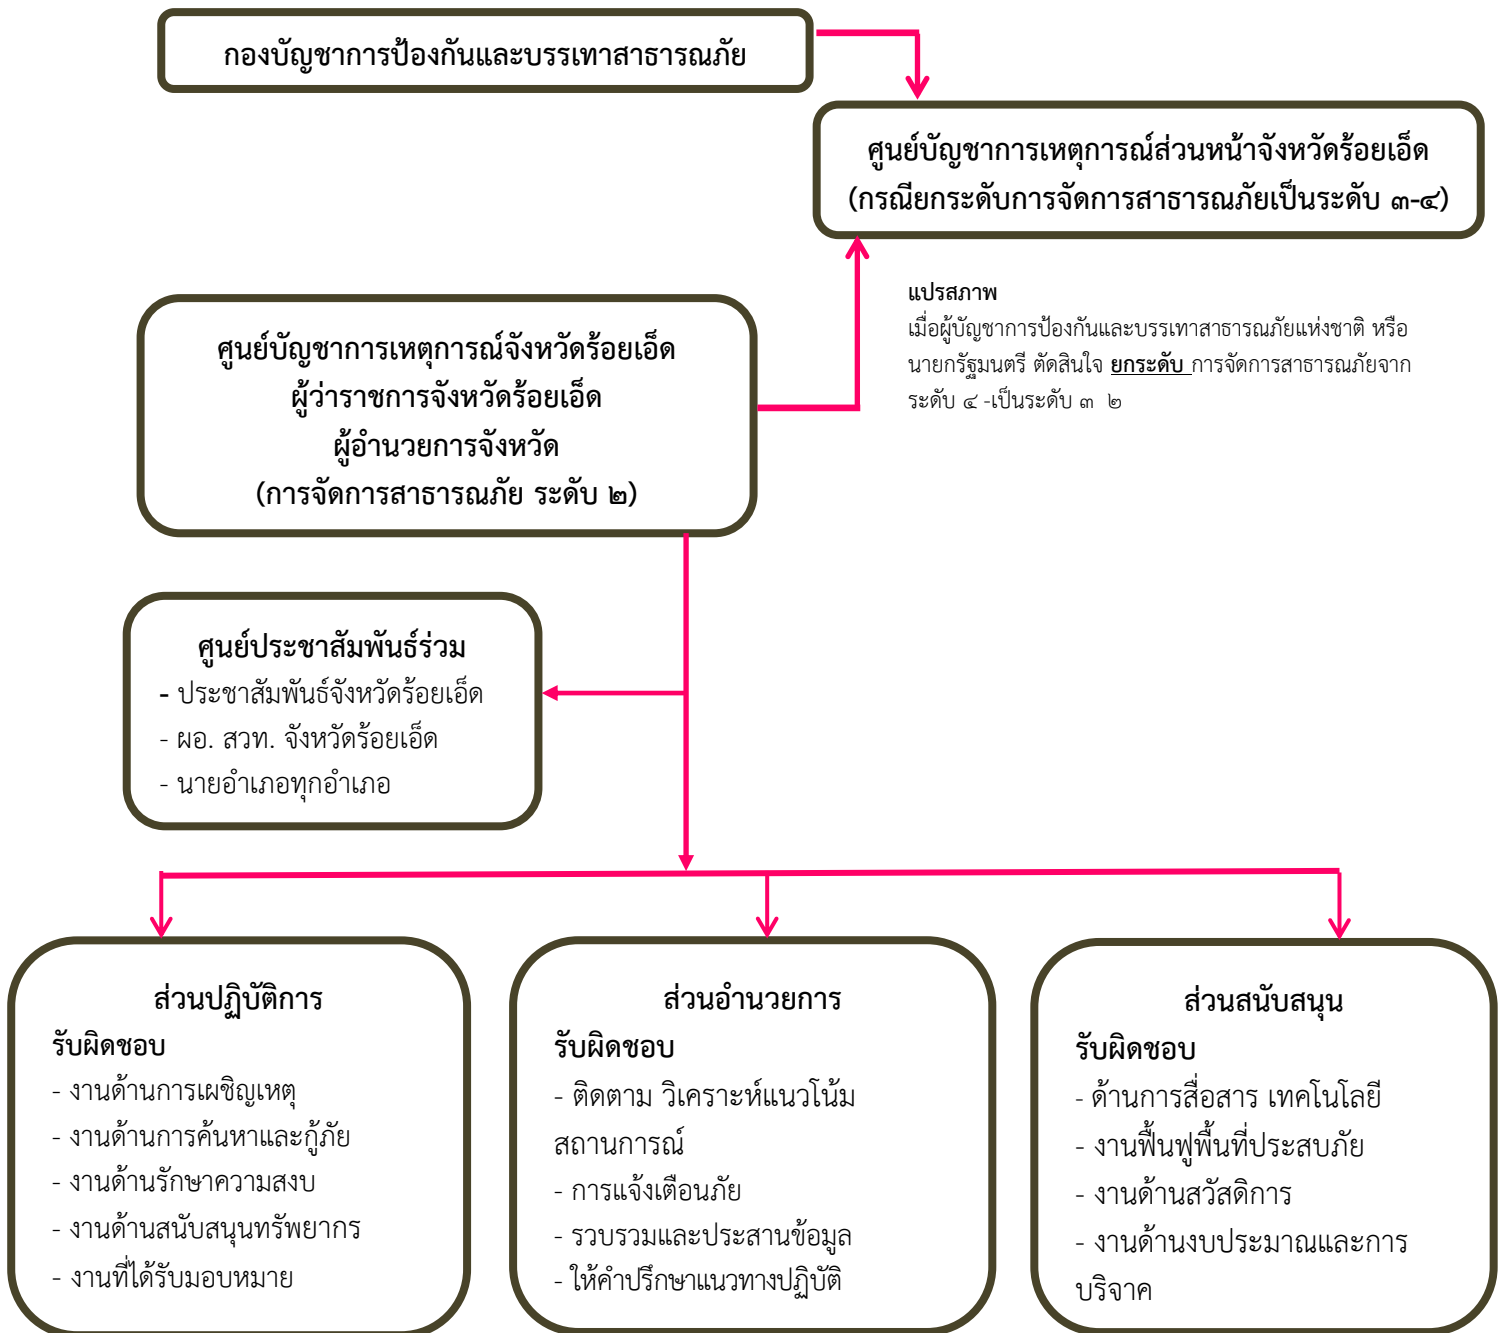 กองบัญชาการป้องกันและบรรเทาสาธารณภัย
ศูนย์บัญชาการเหตุการณ์ส่วนหน้าจังหวัดร้อยเอ็ด
(กรณียกระดับการจัดการสาธารณภัยเป็นระดับ ๓-๔)
แปรสภาพ
เมื่อผู้บัญชาการป้องกันและบรรเทาสาธารณภัยแห่งชาติ หรือ
นายกรัฐมนตรี ตัดสินใจ ยกระดับ การจัดการสาธารณภัยจาก
ระดับ ๔ -เป็นระดับ ๓ ๒
ศูนย์บัญชาการเหตุการณ์จังหวัดร้อยเอ็ด
ผู้ว่าราชการจังหวัดร้อยเอ็ด
ผู้อำนวยการจังหวัด
(การจัดการสาธารณภัย ระดับ ๒)
ศูนย์ประชาสัมพันธ์ร่วม
- ประชาสัมพันธ์จังหวัดร้อยเอ็ด
- ผอ. สวท. จังหวัดร้อยเอ็ด
- นายอำเภอทุกอำเภอ
ส่วนปฏิบัติการ
รับผิดชอบ
- งานด้านการเผชิญเหตุ
- งานด้านการค้นหาและกู้ภัย
- งานด้านรักษาความสงบ
- งานด้านสนับสนุนทรัพยากร
- งานที่ได้รับมอบหมาย
ส่วนอำนวยการ
รับผิดชอบ
- ติดตาม วิเคราะห์แนวโน้ม
สถานการณ์
- การแจ้งเตือนภัย
- รวบรวมและประสานข้อมูล
- ให้คำปรึกษาแนวทางปฏิบัติ
ส่วนสนับสนุน
รับผิดชอบ
- ด้านการสื่อสาร เทคโนโลยี
- งานฟื้นฟูพื้นที่ประสบภัย
- งานด้านสวัสดิการ
- งานด้านงบประมาณและการ
บริจาค